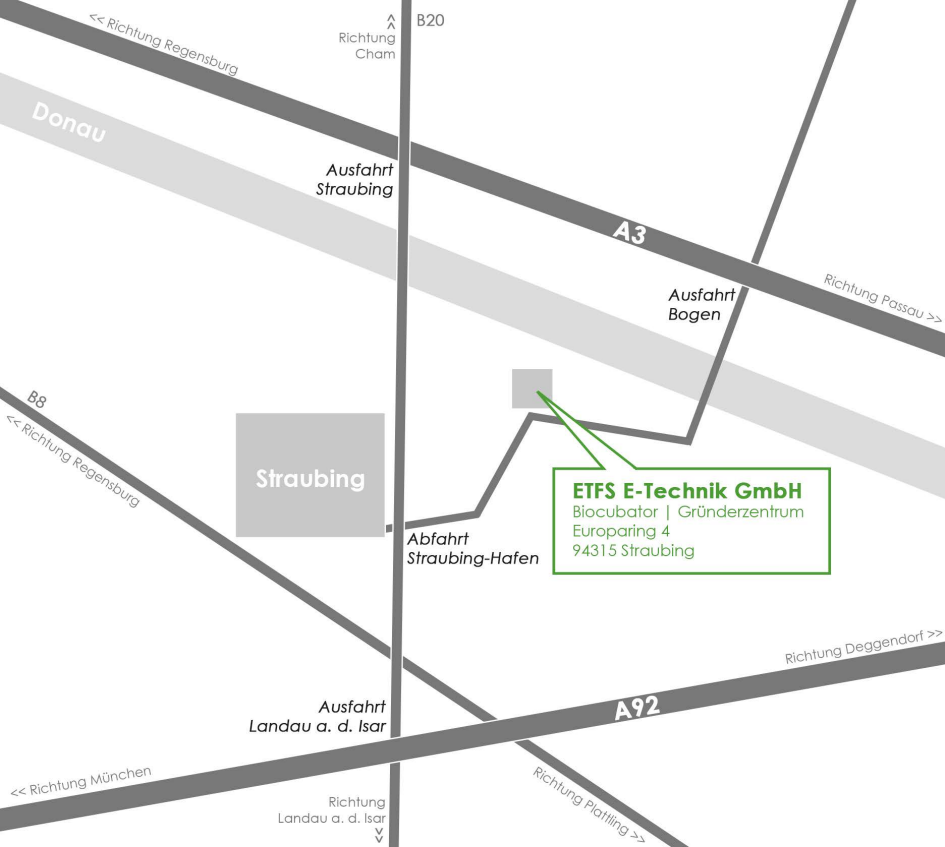 << Richtung Regensburg
B20
Richtung
Cham
Donau
Ausfahrt
Straubing
A3
Richtung Passau >>
Ausfahrt
Bogen
B8
<< Richtung Regensburg
Straubing
ETFS E-Technik GmbH
Biocubator | Gründerzentrum
Europaring 4
94315 Straubing
Abfahrt
Straubing-Hafen
Richtung Deggendorf >>
Ausfahrt
Landau a. d. Isar
A92
<< Richtung München
Richtung Plattling >>
Richtung
Landau a. d. Isar